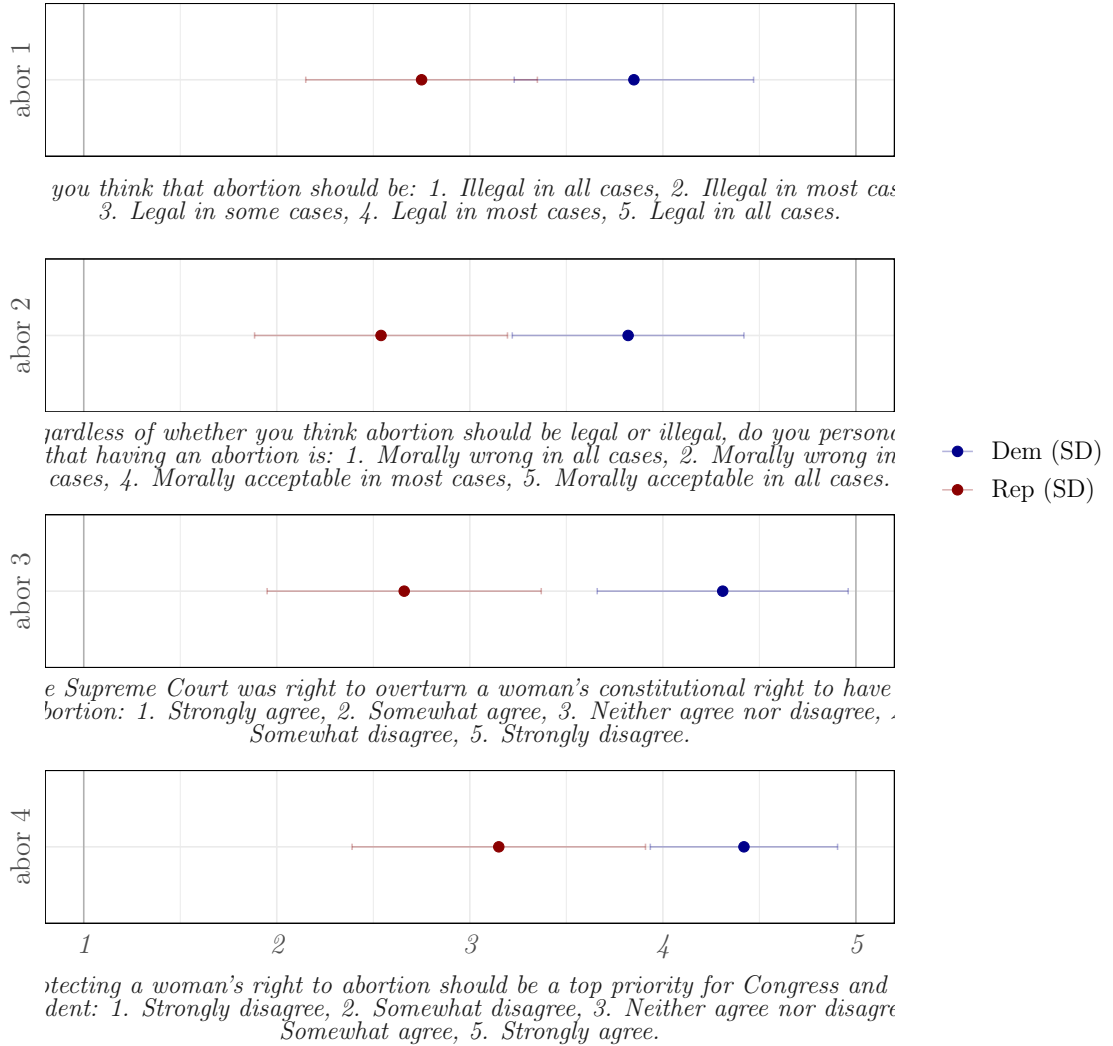 abor 1
you think that abortion should be: 1. Illegal in all cases, 2. Illegal in most
3. Legal in some cases, 4. Legal in most cases, 5. Legal in all cases.
abor 2
of whether you think abortion should be legal or illegal, do you
that having an abortion is: 1. Morally wrong in all cases, 2. Morally wrong in
cases, 4. Morally acceptable in most cases, 5. Morally acceptable in all cases.
Dem (SD)
Rep (SD)
abor 3
Supreme Court was right to overturn a woman's constitutional right to have
1. Strongly agree, 2. Somewhat agree, 3. Neither agree nor disagree,
Somewhat disagree, 5. Strongly disagree.
abor 4
1 2 3 4 5
a woman's right to abortion should be a top priority for Congress and
1. Strongly disagree, 2. Somewhat disagree, 3. Neither agree nor
Somewhat agree, 5. Strongly agree.